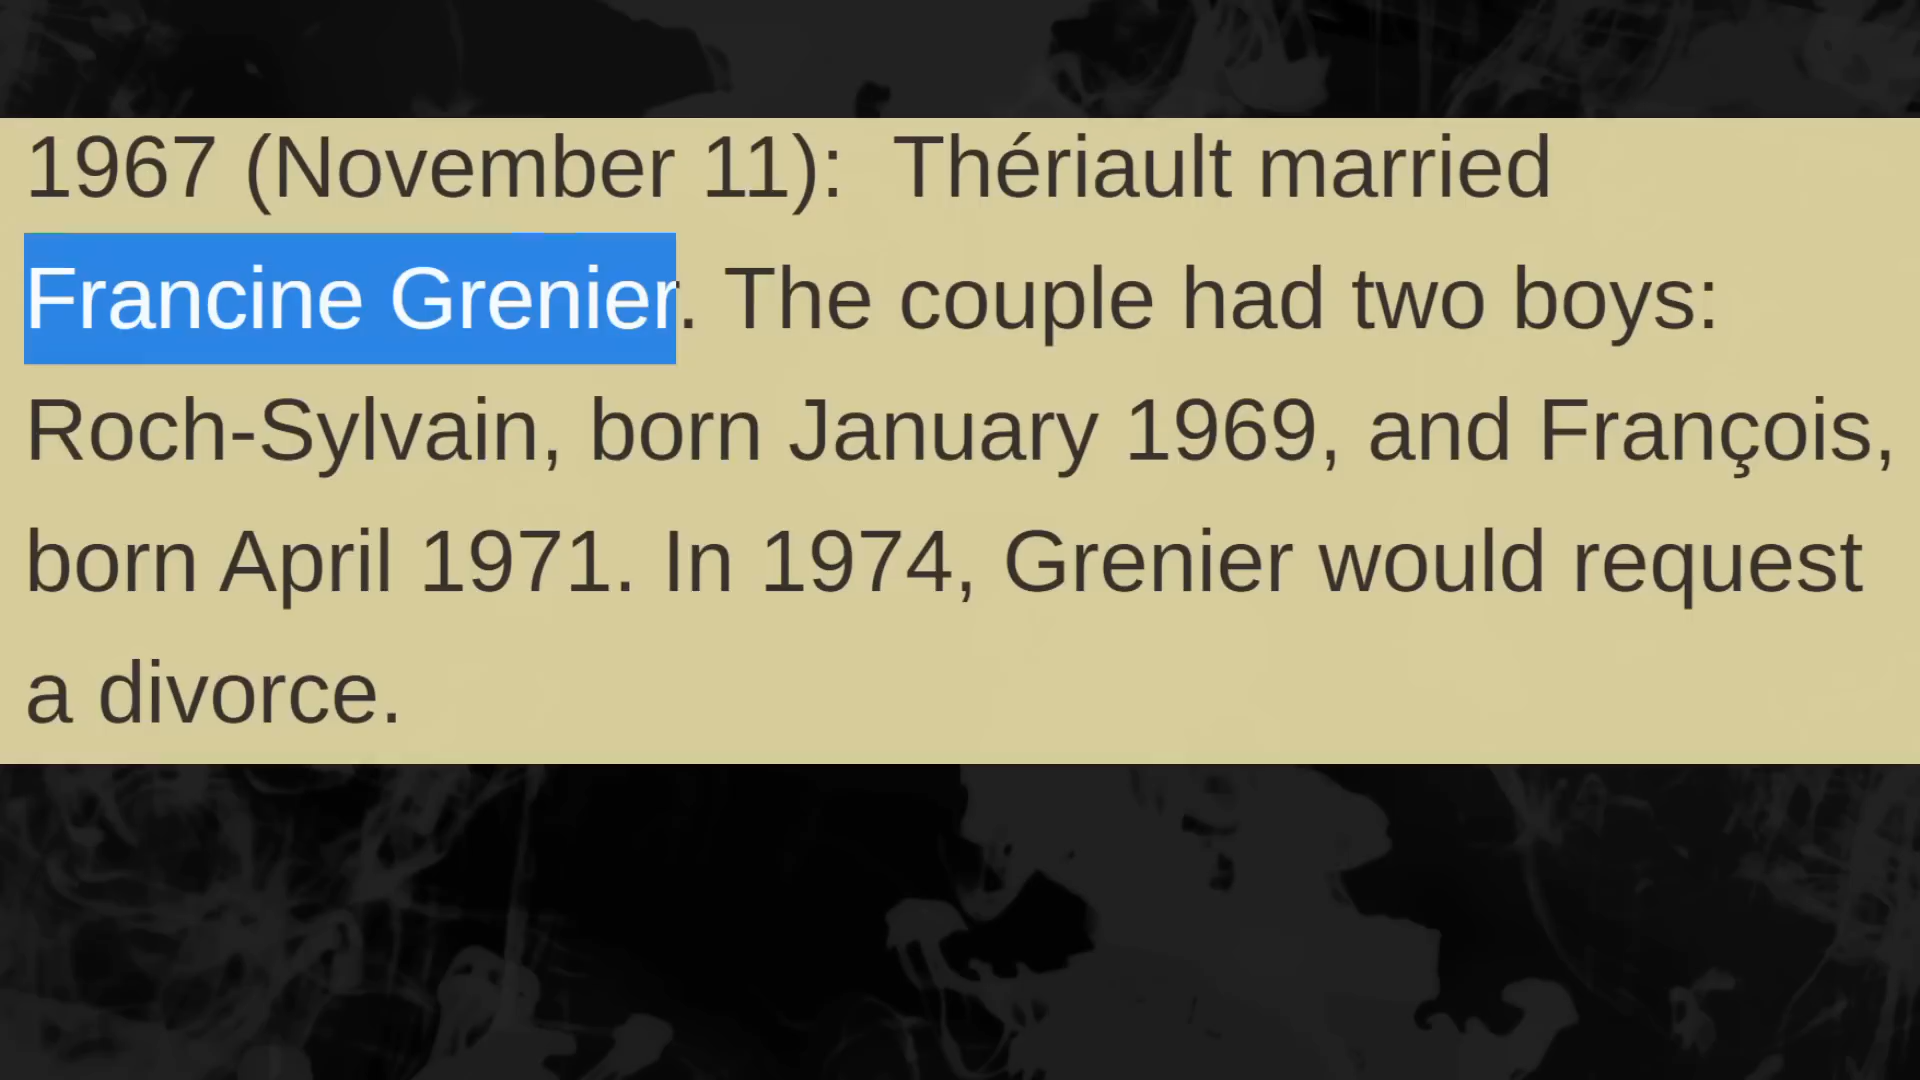 1967 (November 11):  Thériault married
Francine Grenier. The couple had two boys:
Roch-Sylvain, born January 1969, and François,
born April 1971. In 1974, Grenier would request
a divorce.